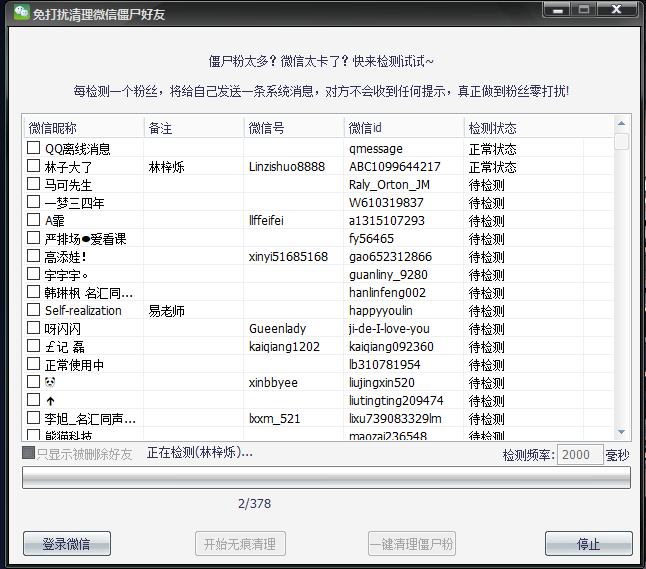 免打扰清理微信僵尸好友
僵尸粉太多？微信太卡了？快来检测试试~
每检测一个粉丝，将给自己发送一条系统消息，对方不会收到任何提示，真正做到粉丝零打扰!
微信昵称 备注 微信号 微信id 检测状态
QQ离线消息 qmessage 正常状态
林子大了 林梓烁 Linzishuo8888 ABC1099644217 正常状态
马可先生 Raly_Orton_JM 待检测
一梦三四年 W610319837 待检测
A霏 llffeifei a1315107293 待检测
严排场●爱看课 fy56465 待检测
高添娃! xinyi51685168 gao652312866 待检测
宇宇宇。 guanliny_9280 待检测
韩琳枫 名汇同... hanlinfeng002 待检测
Self-realization 易老师 happyyoulin 待检测
呀闪闪 Gueenlady ji-de-I-love-you 待检测
￡记 磊 kaiqiang1202 kaiqiang092360 待检测
正常使用中 lb310781954 待检测
🐼 xinbbyee liujingxin520 待检测
↑ liutingting209474 待检测
李旭_名汇同声... lxxm_521 lixu739083329lm 待检测
熊猫科技 maozai236548 待检测
只显示被删除好友 正在检测(林梓烁)... 检测频率: 2000 毫秒
2/378
登录微信 开始无痕清理 一键清理僵尸粉 停止